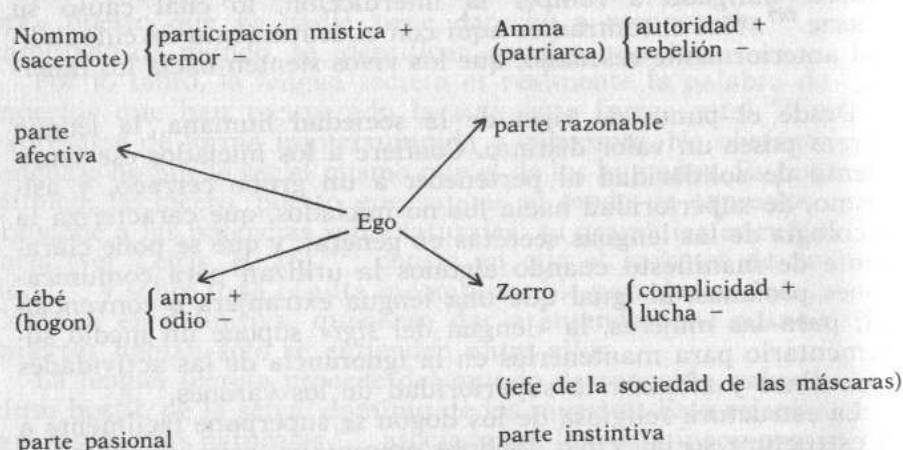 Nommo participación mística + Amma autoridad +
(sacerdote) temor − (patriarca) rebelión −
parte parte razonable
afectiva
Ego
Lébé amor + Zorro complicidad +
(hogon) odio − lucha −
(jefe de la sociedad de las máscaras)
parte pasional parte instintiva